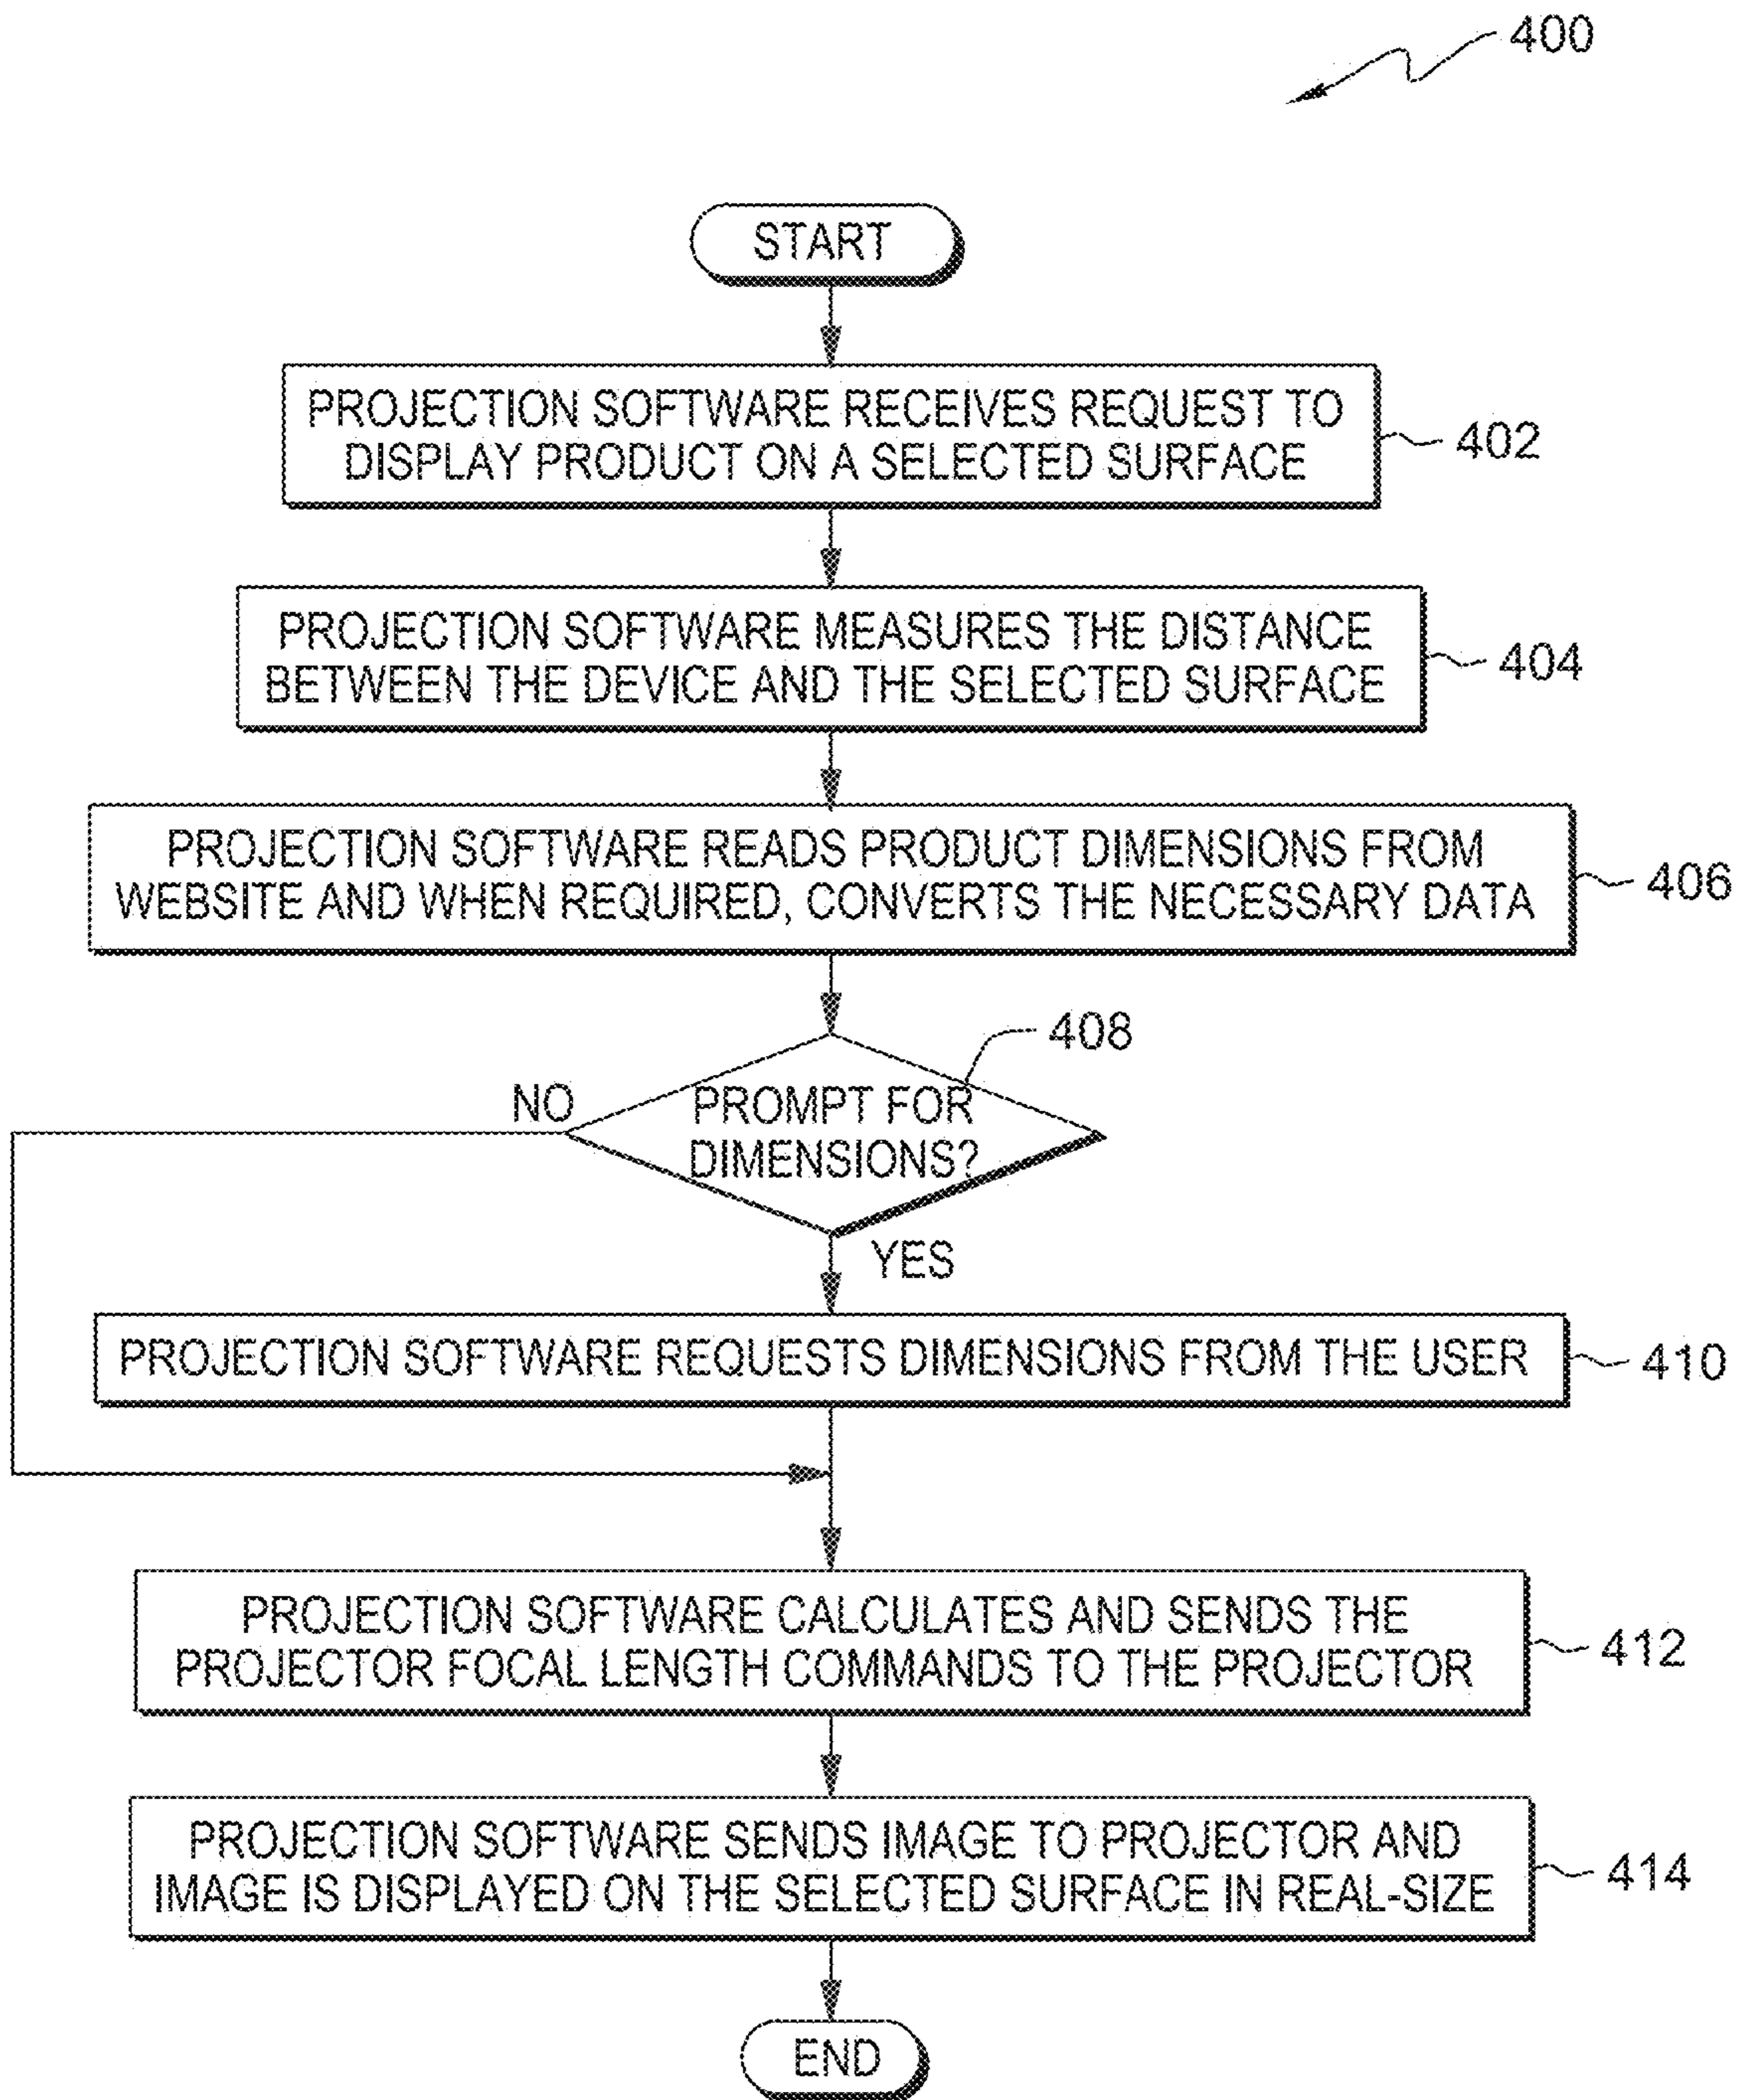 400
START
PROJECTION SOFTWARE RECEIVES REQUEST TO
DISPLAY PRODUCT ON A SELECTED SURFACE
402
PROJECTION SOFTWARE MEASURES THE DISTANCE
BETWEEN THE DEVICE AND THE SELECTED SURFACE
404
PROJECTION SOFTWARE READS PRODUCT DIMENSIONS FROM
WEBSITE AND WHEN REQUIRED, CONVERTS THE NECESSARY DATA
406
408
NO
PROMPT FOR
DIMENSIONS?
YES
PROJECTION SOFTWARE REQUESTS DIMENSIONS FROM THE USER
410
PROJECTION SOFTWARE CALCULATES AND SENDS THE
PROJECTOR FOCAL LENGTH COMMANDS TO THE PROJECTOR
412
PROJECTION SOFTWARE SENDS IMAGE TO PROJECTOR AND
IMAGE IS DISPLAYED ON THE SELECTED SURFACE IN REAL-SIZE
414
END